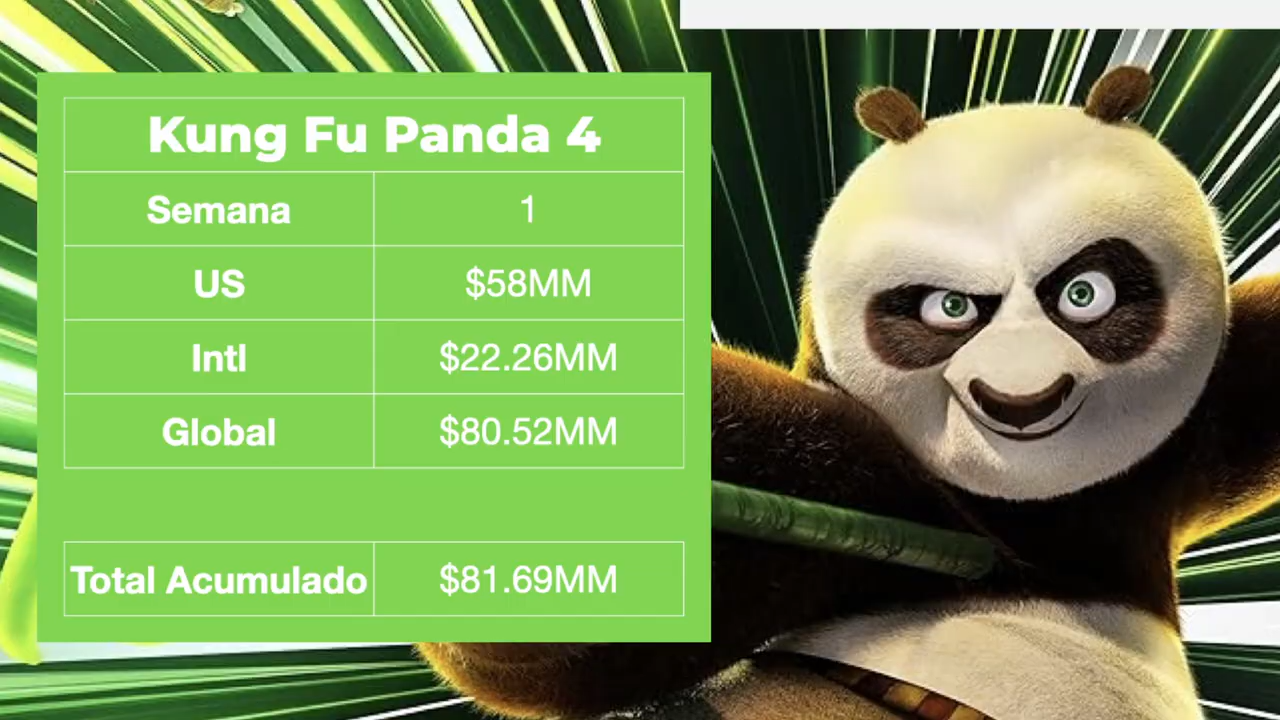 Kung Fu Panda 4
Semana 1
US $58MM
Intl $22.26MM
Global $80.52MM
Total Acumulado $81.69MM